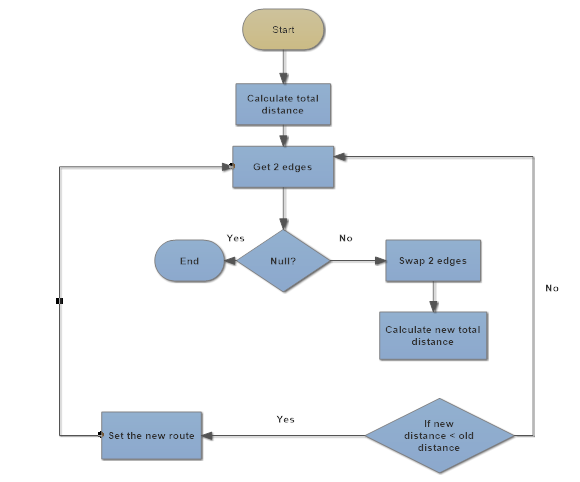 Start
Calculate total
distance
Get 2 edges
Yes
No
End
Null?
Swap 2 edges
No
Calculate new total
distance
Yes
If new
distance < old
distance
Set the new route